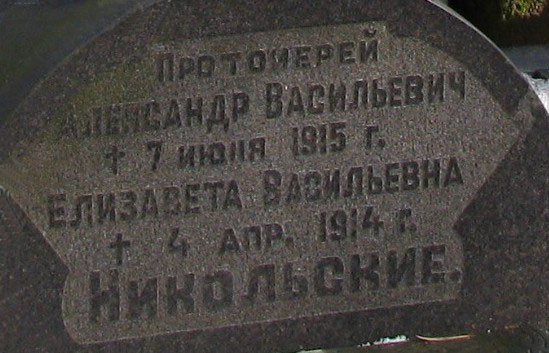 Протоиерей
Александр Васильевич
† 7 июня 1915 г.
Елизавета Васильевна
† 4 апр. 1914 г.
Никольские.